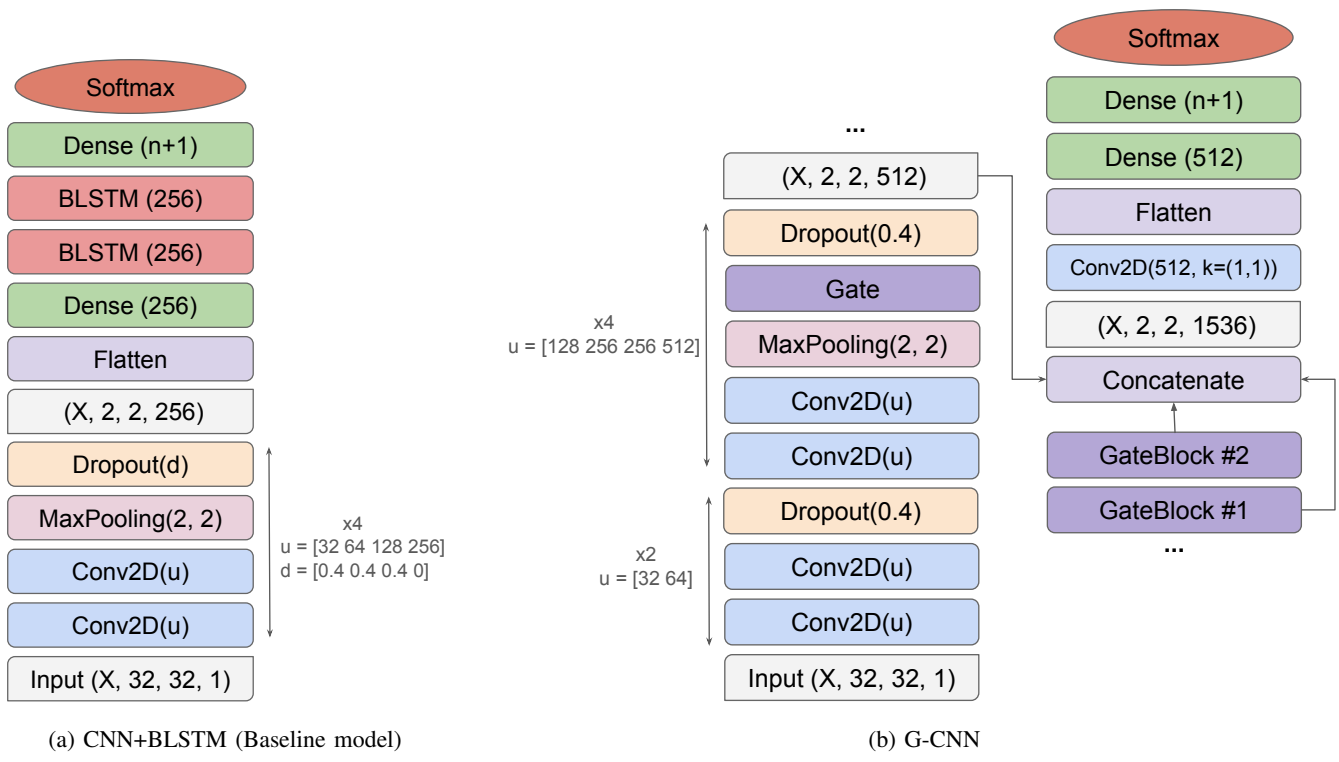 Softmax
Dense (n+1)
BLSTM (256)
BLSTM (256)
Dense (256)
Flatten
(X, 2, 2, 256)
Dropout(d)
MaxPooling(2, 2)
Conv2D(u)
Conv2D(u)
Input (X, 32, 32, 1)
x4
u = [32 64 128 256]
d = [0.4 0.4 0.4 0]
(a) CNN+BLSTM (Baseline model)
...
(X, 2, 2, 512)
Dropout(0.4)
Gate
MaxPooling(2, 2)
Conv2D(u)
Conv2D(u)
x4
u = [128 256 256 512]
Dropout(0.4)
Conv2D(u)
Conv2D(u)
x2
u = [32 64]
Input (X, 32, 32, 1)
Softmax
Dense (n+1)
Dense (512)
Flatten
Conv2D(512, k=(1,1))
(X, 2, 2, 1536)
Concatenate
GateBlock #2
GateBlock #1
...
(b) G-CNN